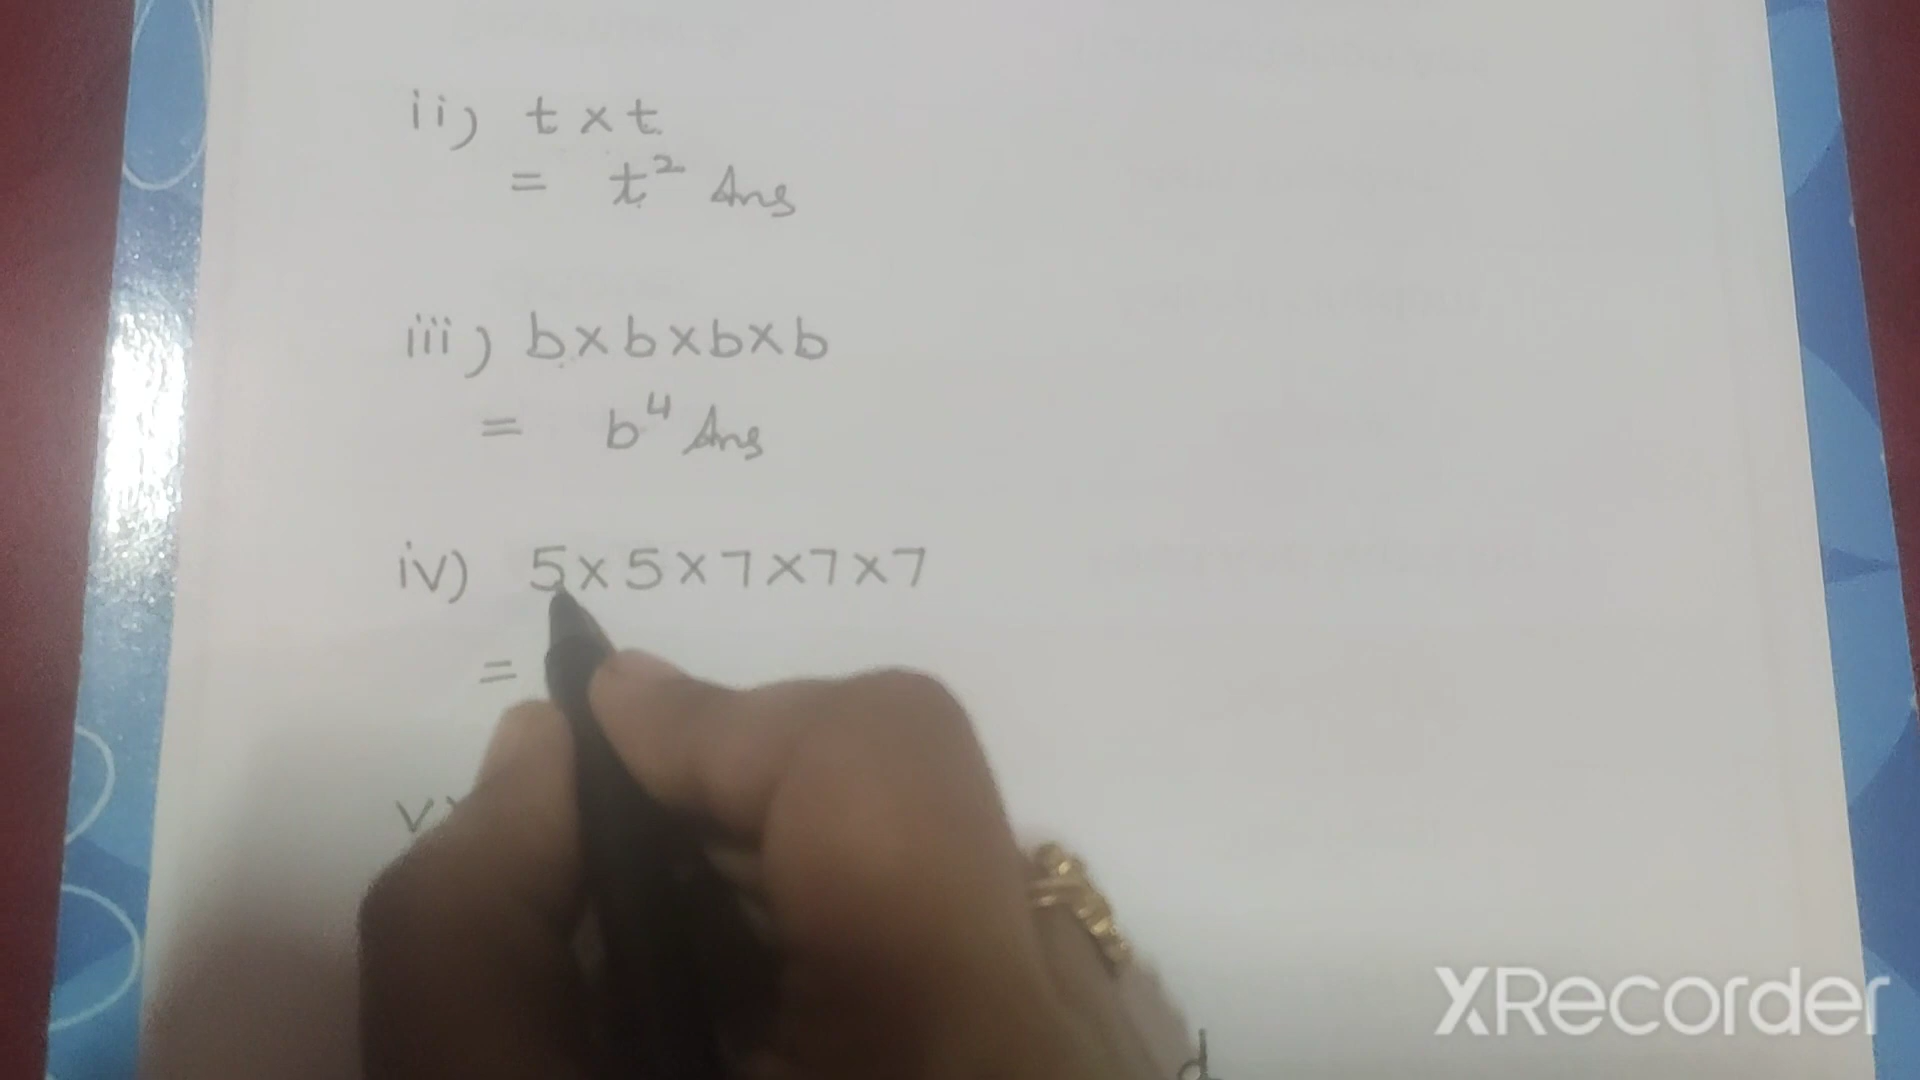 ii) t × t
= t² Ans
iii) b × b × b × b
= b⁴ Ans
iv) 5 × 5 × 7 × 7 × 7
=
v)
d
XRecorder